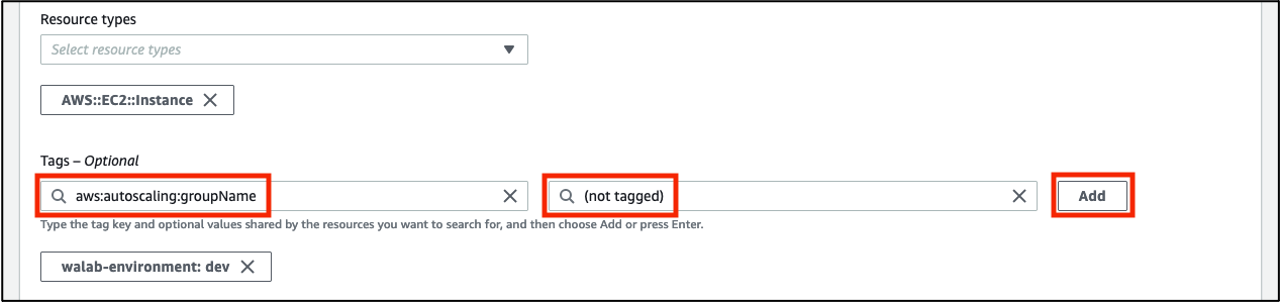 Resource types
Select resource types
AWS::EC2::Instance
Tags – Optional
aws:autoscaling:groupName (not tagged) Add
Type the tag key and optional values shared by the resources you want to search for, and then choose Add or press Enter.
walab-environment: dev